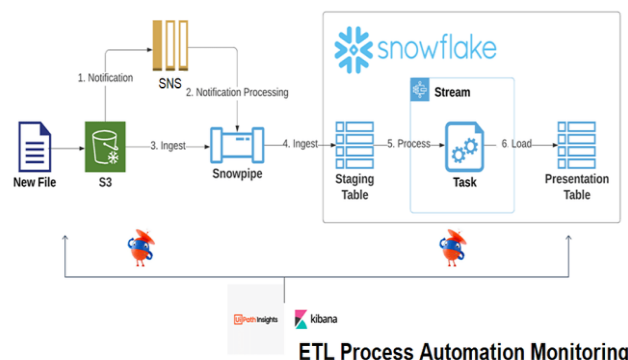 snowflake
1. Notification
SNS
2. Notification Processing
Stream
New File
S3
3. Ingest
Snowpipe
4. Ingest
Staging
Table
5. Process
Task
6. Load
Presentation
Table
UiPath Insights
kibana
ETL Process Automation Monitoring